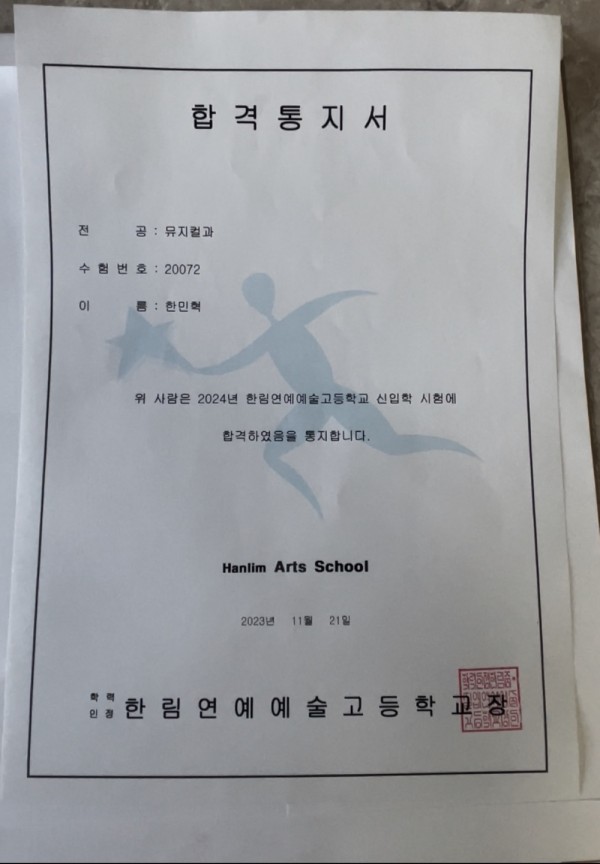 합격통지서
전 공 : 뮤지컬과
수험번호 : 20072
이 름 : 한민혁
위 사람은 2024년 한림연예예술고등학교 신입학 시험에
합격하였음을 통지합니다.
Hanlim Arts School
2023년 11월 21일
학력
인정 한림연예예술고등학교장